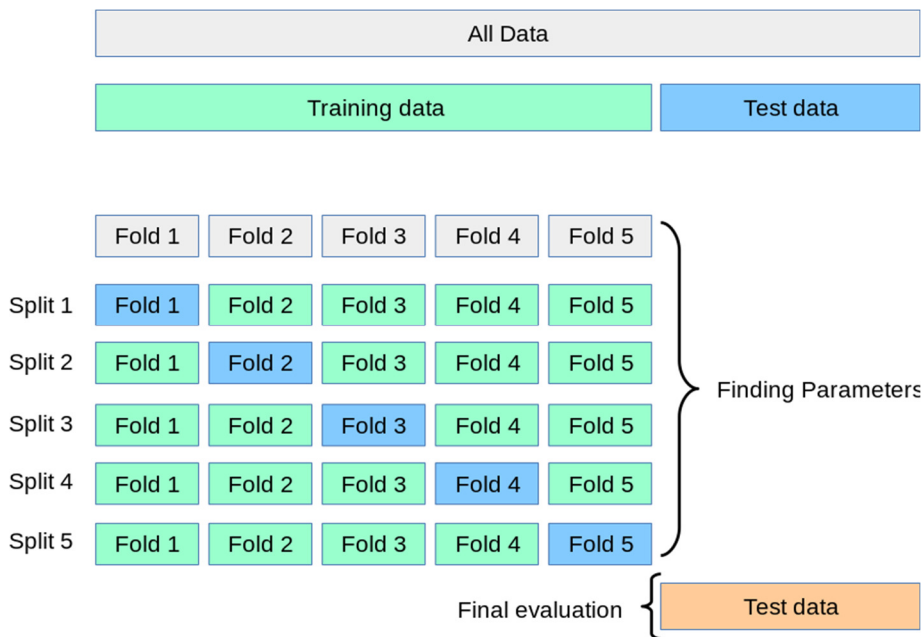 All Data
Training data Test data
Fold 1 Fold 2 Fold 3 Fold 4 Fold 5
Split 1 Fold 1 Fold 2 Fold 3 Fold 4 Fold 5
Split 2 Fold 1 Fold 2 Fold 3 Fold 4 Fold 5
Finding Parameters
Split 3 Fold 1 Fold 2 Fold 3 Fold 4 Fold 5
Split 4 Fold 1 Fold 2 Fold 3 Fold 4 Fold 5
Split 5 Fold 1 Fold 2 Fold 3 Fold 4 Fold 5
Final evaluation Test data